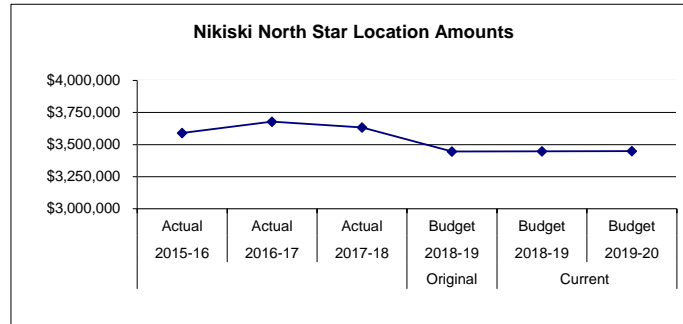 Nikiski North Star Location Amounts
$4,000,000
$3,750,000
$3,500,000
$3,250,000
$3,000,000
Actual Actual Actual Budget Budget Budget
2015-16 2016-17 2017-18 2018-19 2018-19 2019-20
Original Current